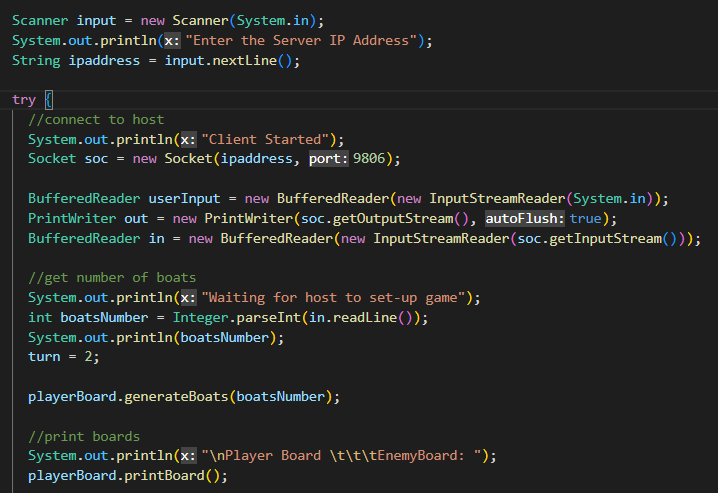 Scanner input = new Scanner(System.in);
System.out.println(x: "Enter the Server IP Address");
String ipaddress = input.nextLine();
try {
//connect to host
System.out.println(x: "Client Started");
Socket soc = new Socket(ipaddress, port: 9806);
BufferedReader userInput = new BufferedReader(new InputStreamReader(System.in));
PrintWriter out = new PrintWriter(soc.getOutputStream(), autoFlush: true);
BufferedReader in = new BufferedReader(new InputStreamReader(soc.getInputStream()));
//get number of boats
System.out.println(x: "Waiting for host to set-up game");
int boatsNumber = Integer.parseInt(in.readLine());
System.out.println(boatsNumber);
turn = 2;
playerBoard.generateBoats(boatsNumber);
//print boards
System.out.println(x: "\nPlayer Board \t\t\tEnemyBoard: ");
playerBoard.printBoard();